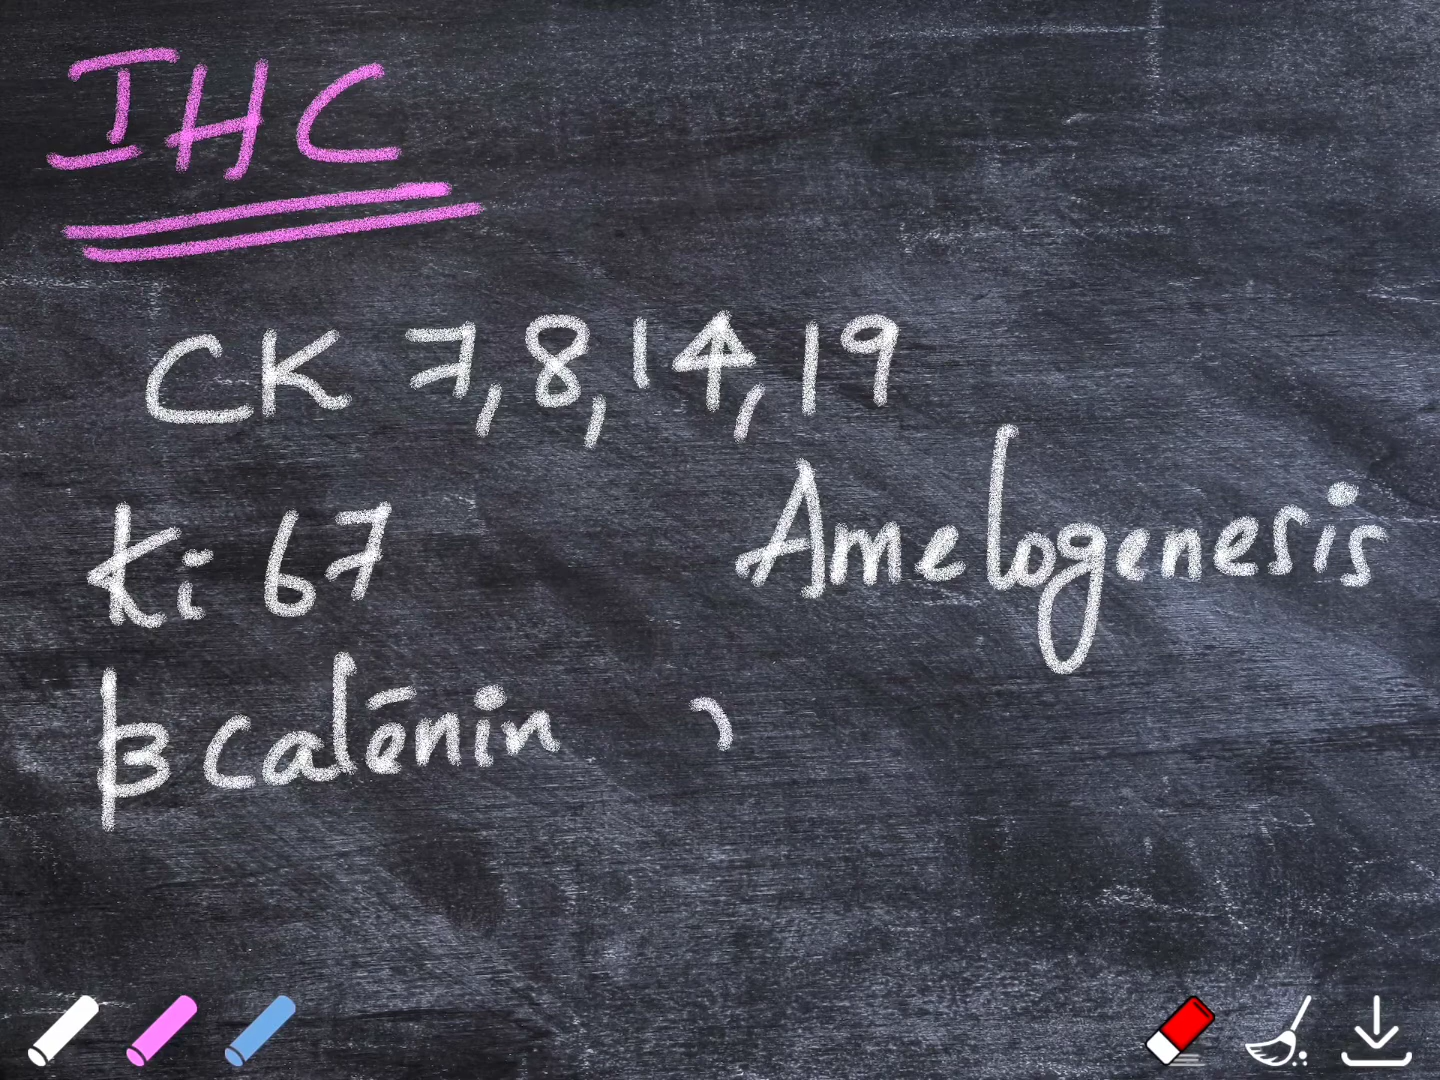 IHC
CK 7, 8, 14, 19
Ki 67
Amelogenesis
β catenin ,